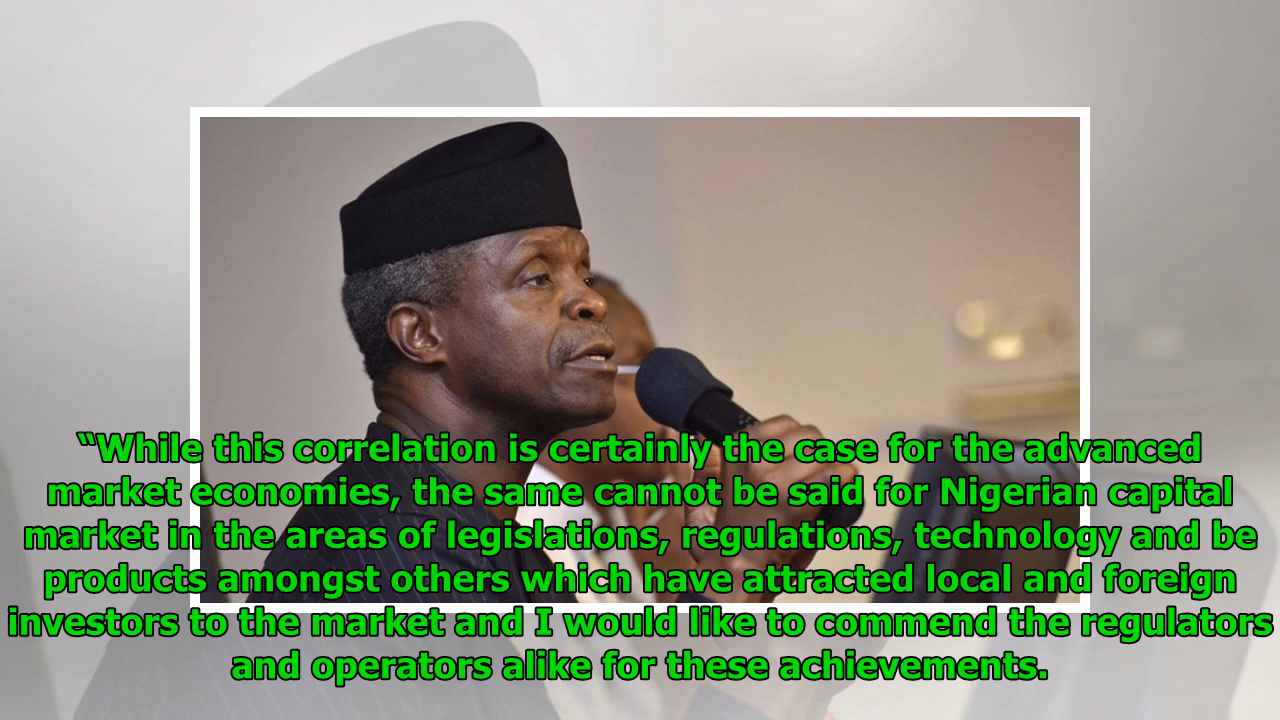 “While this correlation is certainly the case for the advanced
market economies, the same cannot be said for Nigerian capital
market in the areas of legislations, regulations, technology and be
products amongst others which have attracted local and foreign
investors to the market and I would like to commend the regulators
and operators alike for these achievements.